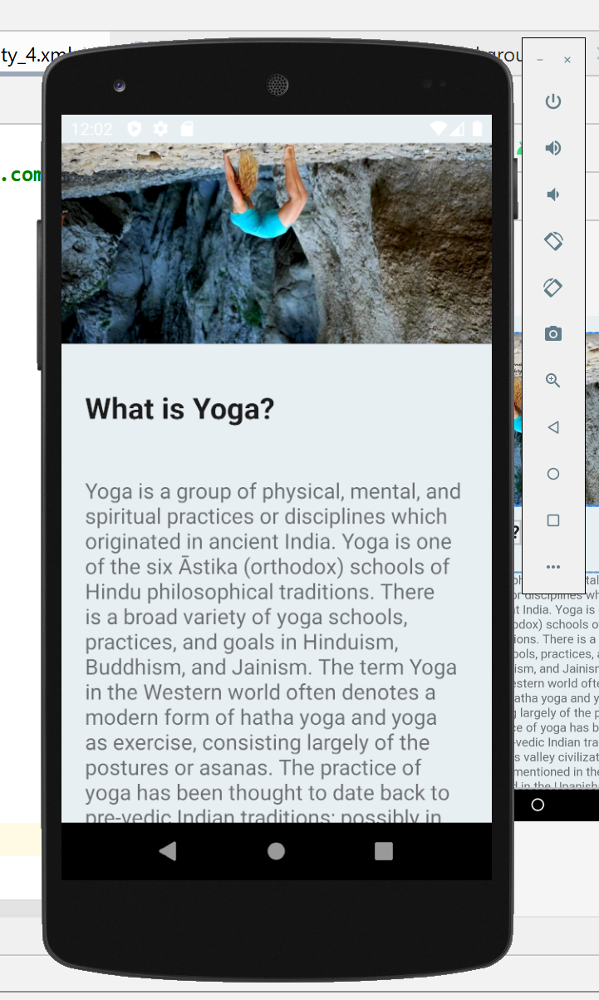 ty_4.xml
.com
12:02
What is Yoga?
Yoga is a group of physical, mental, and
spiritual practices or disciplines which
originated in ancient India. Yoga is one
of the six Āstika (orthodox) schools of
Hindu philosophical traditions. There
is a broad variety of yoga schools,
practices, and goals in Hinduism,
Buddhism, and Jainism. The term Yoga
in the Western world often denotes a
modern form of hatha yoga and yoga
as exercise, consisting largely of the
postures or asanas. The practice of
yoga has been thought to date back to
pre-vedic Indian traditions; possibly in
?
or disciplines wh
t India. Yoga is
odox) schools o
ions. There is a
ools, practices,
ism, and Jainism
estern world ofte
atha yoga and y
g largely of the p
ce of yoga has b
-vedic Indian tra
s valley civilizat
mentioned in the
d in the Upanish